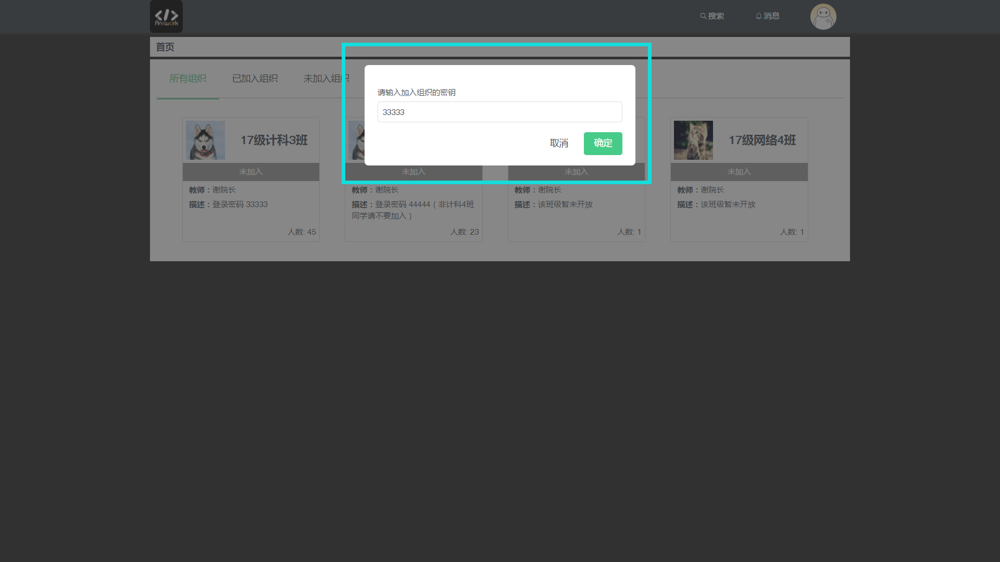 Aniwork
搜索
消息
首页
所有组织
已加入组织
未加入组织
请输入加入组织的密钥
33333
取消
确定
17级计科3班
未加入
教师：谢院长
描述：登录密码 33333
人数: 45
未加入
教师：谢院长
描述：登录密码 44444（非计科4班
同学请不要加入）
人数: 23
未加入
教师：谢院长
描述：该班级暂未开放
人数: 1
17级网络4班
未加入
教师：谢院长
描述：该班级暂未开放
人数: 1